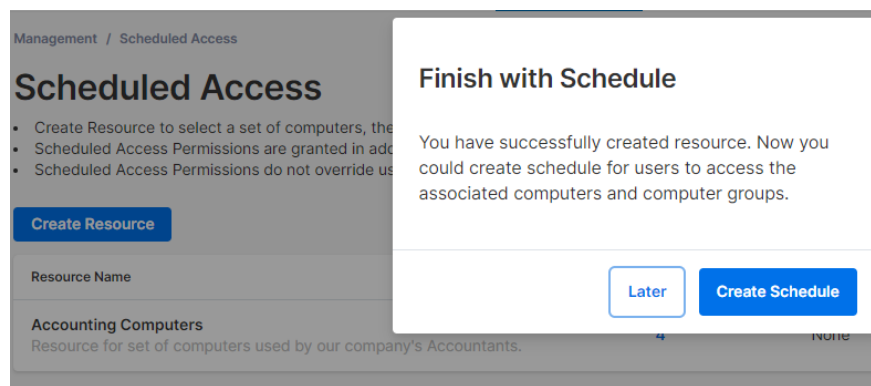 Management / Scheduled Access
Scheduled Access
• Create Resource to select a set of computers, the
• Scheduled Access Permissions are granted in add
• Scheduled Access Permissions do not override us
Create Resource
Resource Name
Accounting Computers
Resource for set of computers used by our company's Accountants.
4
None
Finish with Schedule
You have successfully created resource. Now you
could create schedule for users to access the
associated computers and computer groups.
Later
Create Schedule